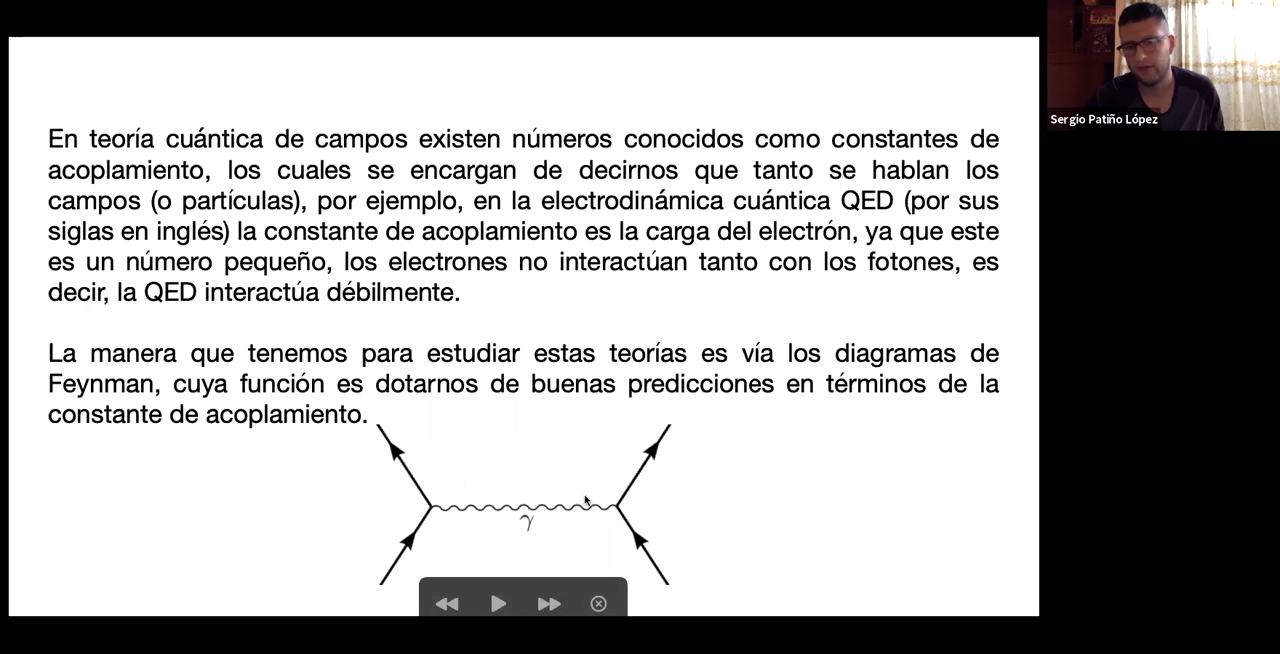 En teoría cuántica de campos existen números conocidos como constantes de
acoplamiento, los cuales se encargan de decirnos que tanto se hablan los
campos (o partículas), por ejemplo, en la electrodinámica cuántica QED (por sus
siglas en inglés) la constante de acoplamiento es la carga del electrón, ya que este
es un número pequeño, los electrones no interactúan tanto con los fotones, es
decir, la QED interactúa débilmente.
La manera que tenemos para estudiar estas teorías es vía los diagramas de
Feynman, cuya función es dotarnos de buenas predicciones en términos de la
constante de acoplamiento.
γ
Sergio Patiño López